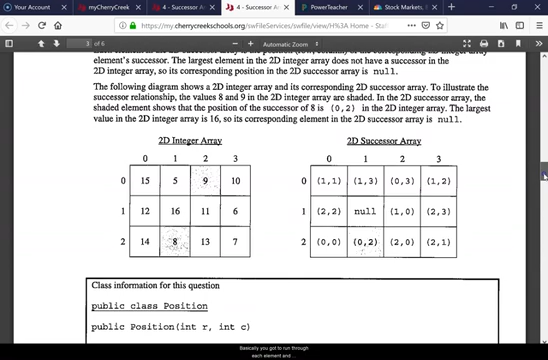 Your Account
myCherryCreek
4 - Successor A
4 - Successor Ar
PowerTeacher
Stock Markets, B
https://my.cherrycreekschools.org/swFileServices/swfile/view/H%3A Home - Sta
3 of 6
Automatic Zoom
element's successor. The largest element in the 2D integer array does not have a successor in the
2D integer array, so its corresponding position in the 2D successor array is null.
The following diagram shows a 2D integer array and its corresponding 2D successor array. To illustrate the
successor relationship, the values 8 and 9 in the 2D integer array are shaded. In the 2D successor array, the
shaded element shows that the position of the successor of 8 is (0,2) in the 2D integer array. The largest
value in the 2D integer array is 16, so its corresponding element in the 2D successor array is null.
2D Integer Array 2D Successor Array
0 1 2 3 0 1 2 3
0 15 5 9 10 0 (1,1) (1,3) (0,3) (1,2)
1 12 16 11 6 1 (2,2) null (1,0) (2,3)
2 14 8 13 7 2 (0,0) (0,2) (2,0) (2,1)
Class information for this question
public class Position
public Position(int r, int c)
Basically you got to run through
each element and